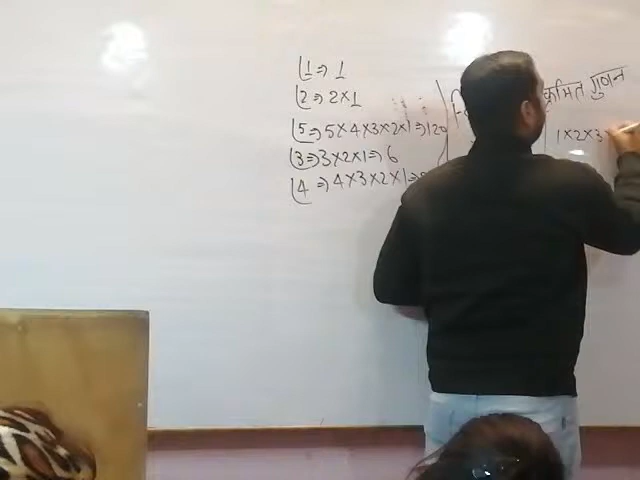 ⌊1 ⇒ 1
⌊2 ⇒ 2×1
⌊5 ⇒ 5×4×3×2×1 ⇒ 120
⌊3 ⇒ 3×2×1 ⇒ 6
⌊4 ⇒ 4×3×2×1 ⇒
क्रमित गुणन
1×2×3